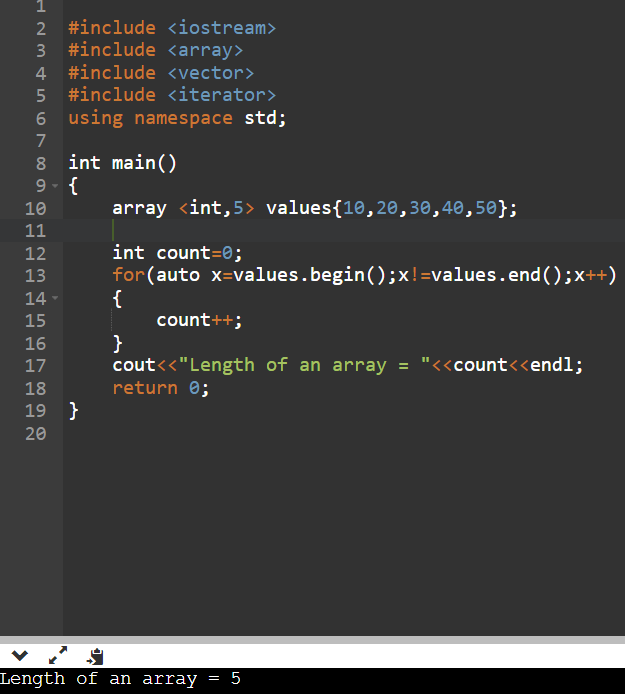 1
2 #include <iostream>
3 #include <array>
4 #include <vector>
5 #include <iterator>
6 using namespace std;
7
8 int main()
9 {
10     array <int,5> values{10,20,30,40,50};
11
12     int count=0;
13     for(auto x=values.begin();x!=values.end();x++)
14     {
15         count++;
16     }
17     cout<<"Length of an array = "<<count<<endl;
18     return 0;
19 }
20
Length of an array = 5